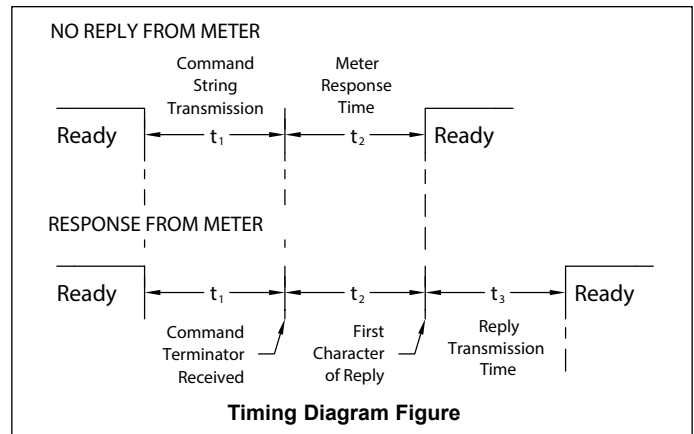 NO REPLY FROM METER
Command
String
Transmission
Meter
Response
Time
Ready
t₁
t₂
Ready
RESPONSE FROM METER
Ready
t₁
t₂
t₃
Ready
Command
Terminator
Received
First
Character
of Reply
Reply
Transmission
Time
Timing Diagram Figure